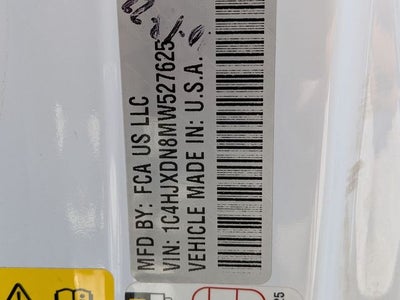 MFD BY: FCA US LLC
VIN: 1C4HJXDN8MW527625
VEHICLE MADE IN: U.S.A.